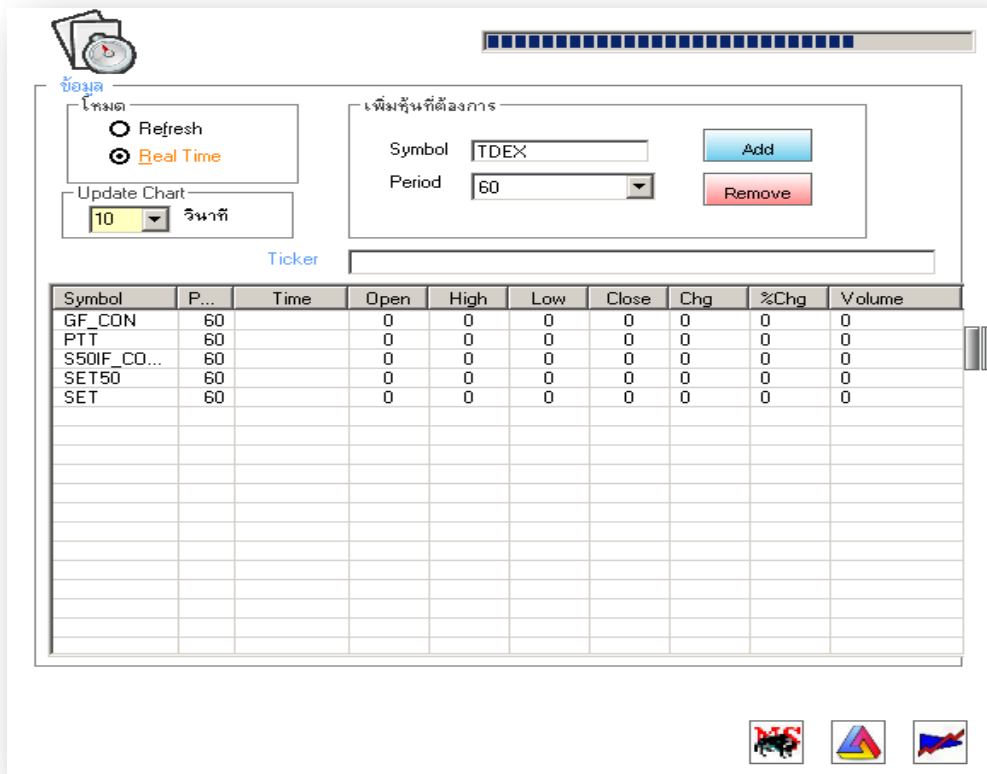 ข้อมูล
โหมด
Refresh
Real Time
Update Chart
10 วินาที
เพิ่มหุ้นที่ต้องการ
Symbol TDEX
Period 60
Add
Remove
Ticker
Symbol P... Time Open High Low Close Chg %Chg Volume
GF_CON 60 0 0 0 0 0 0 0
PTT 60 0 0 0 0 0 0 0
S50IF_CO... 60 0 0 0 0 0 0 0
SET50 60 0 0 0 0 0 0 0
SET 60 0 0 0 0 0 0 0
MS